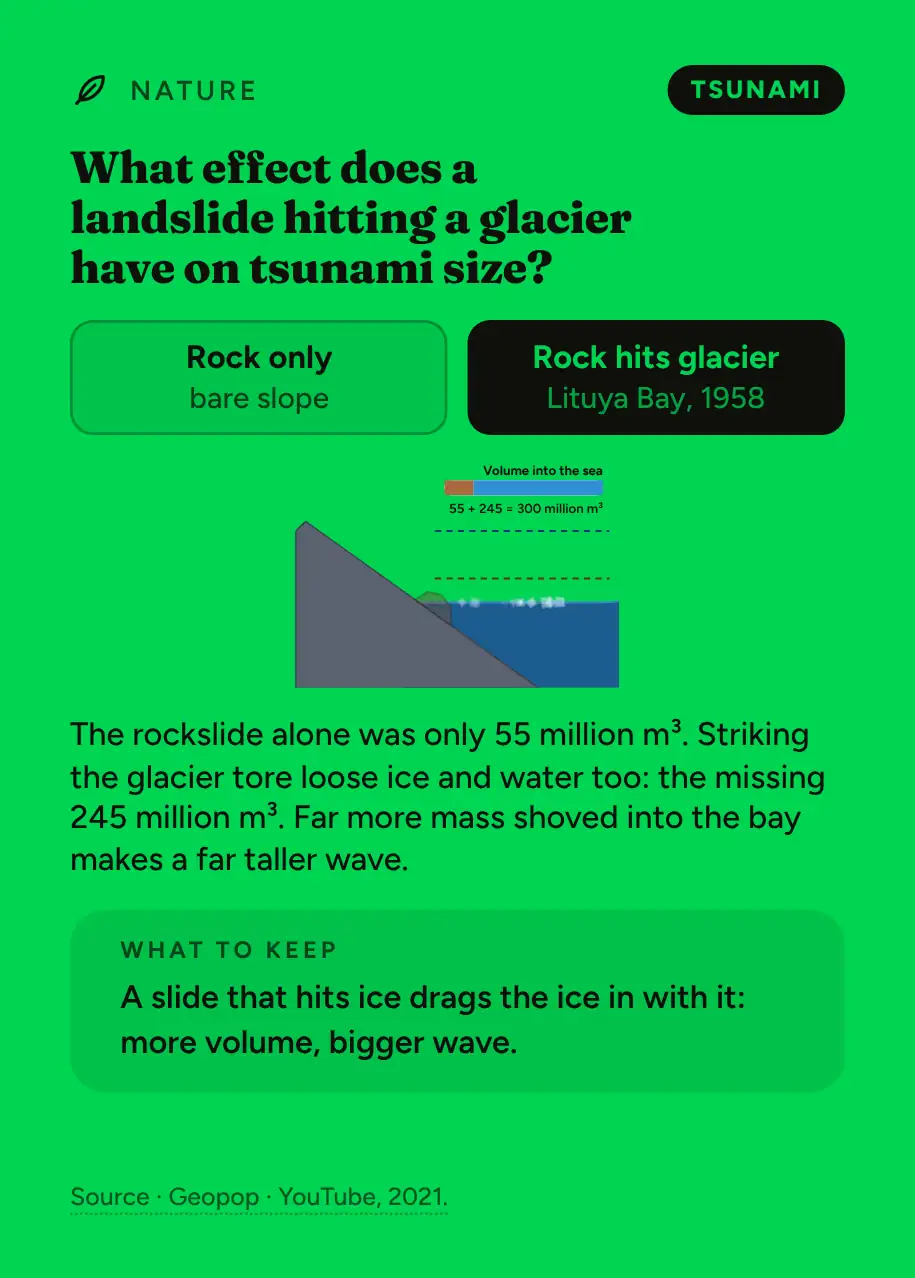 NATURE
TSUNAMI
What effect does a
landslide hitting a glacier
have on tsunami size?
Rock only
bare slope
Rock hits glacier
Lituya Bay, 1958
Volume into the sea
55 + 245 = 300 million m³
The rockslide alone was only 55 million m³. Striking
the glacier tore loose ice and water too: the missing
245 million m³. Far more mass shoved into the bay
makes a far taller wave.
WHAT TO KEEP
A slide that hits ice drags the ice in with it:
more volume, bigger wave.
Source · Geopop · YouTube, 2021.